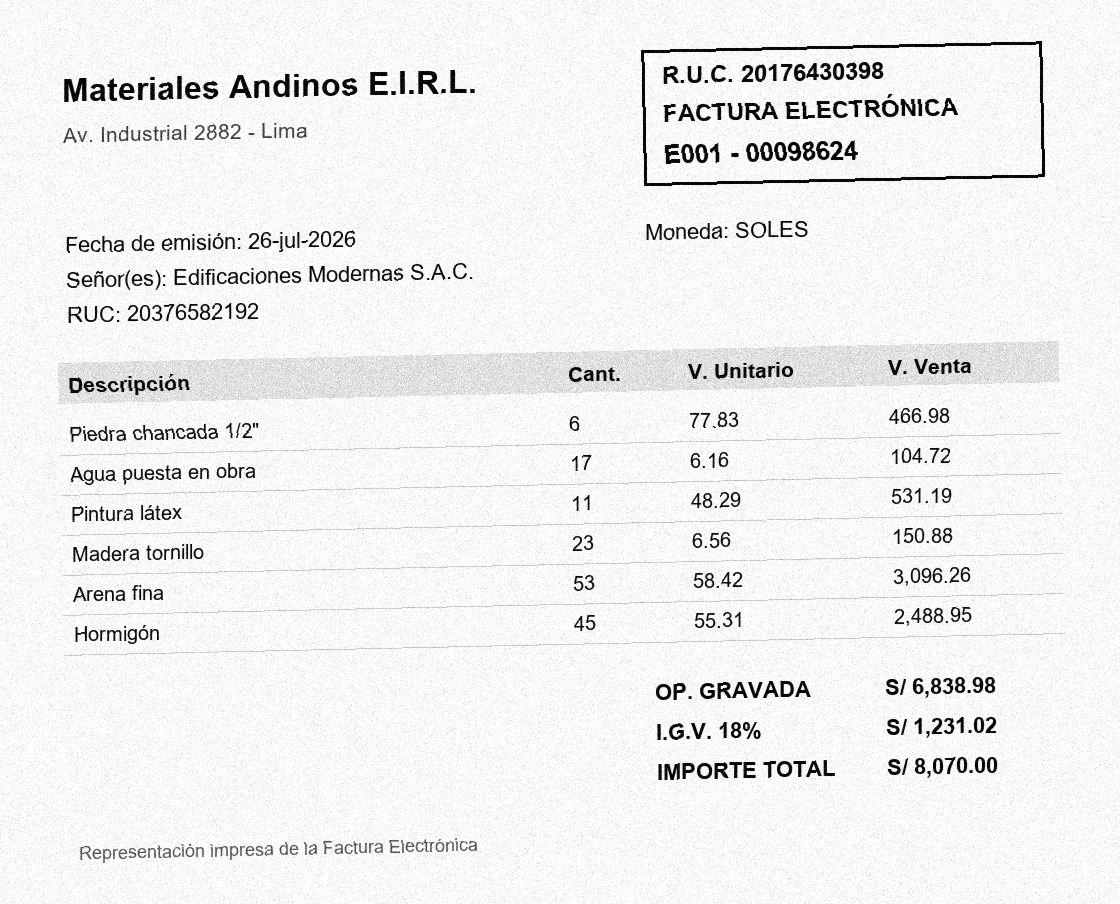 Materiales Andinos E.I.R.L.
Av. Industrial 2882 - Lima
R.U.C. 20176430398
FACTURA ELECTRÓNICA
E001 - 00098624
Fecha de emisión: 26-jul-2026
Moneda: SOLES
Señor(es): Edificaciones Modernas S.A.C.
RUC: 20376582192
Descripción Cant. V. Unitario V. Venta
Piedra chancada 1/2" 6 77.83 466.98
Agua puesta en obra 17 6.16 104.72
Pintura látex 11 48.29 531.19
Madera tornillo 23 6.56 150.88
Arena fina 53 58.42 3,096.26
Hormigón 45 55.31 2,488.95
OP. GRAVADA S/ 6,838.98
I.G.V. 18% S/ 1,231.02
IMPORTE TOTAL S/ 8,070.00
Representación impresa de la Factura Electrónica